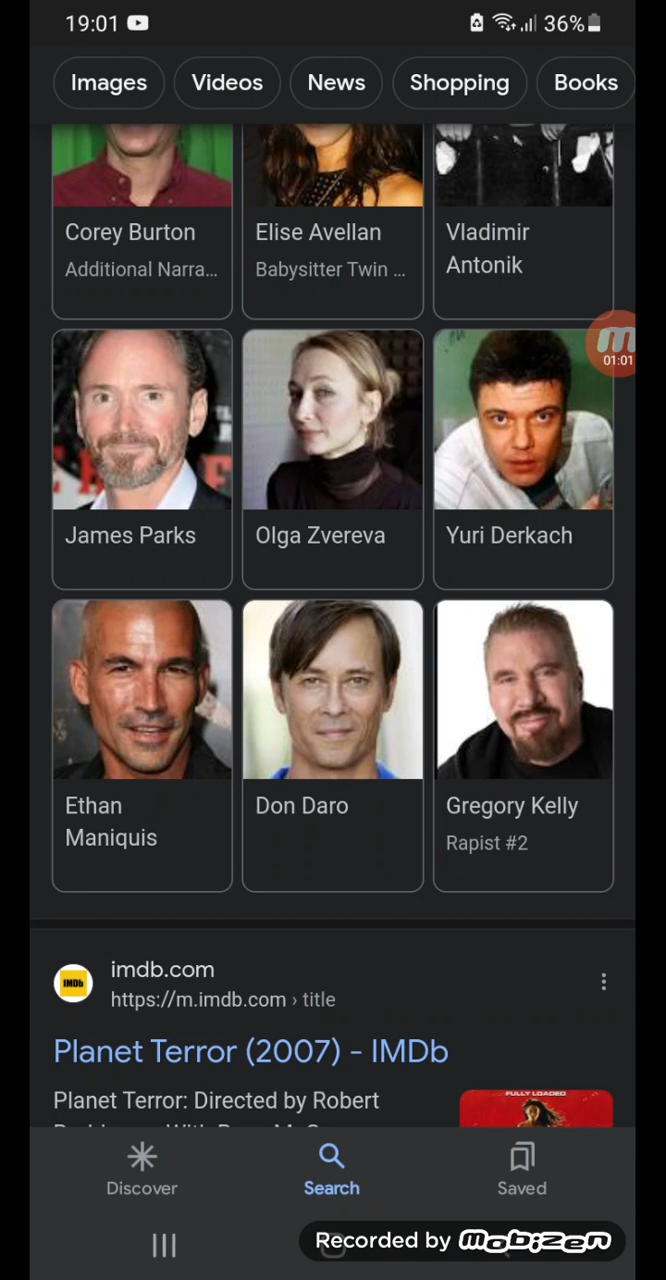 19:01
36%
Images
Videos
News
Shopping
Books
Corey Burton
Additional Narra...
Elise Avellan
Babysitter Twin ...
Vladimir
Antonik
m
01:01
James Parks
Olga Zvereva
Yuri Derkach
Ethan
Maniquis
Don Daro
Gregory Kelly
Rapist #2
IMDb
imdb.com
https://m.imdb.com › title
Planet Terror (2007) - IMDb
Planet Terror: Directed by Robert
FULLY LOADED
Discover
Search
Saved
Recorded by mobizen